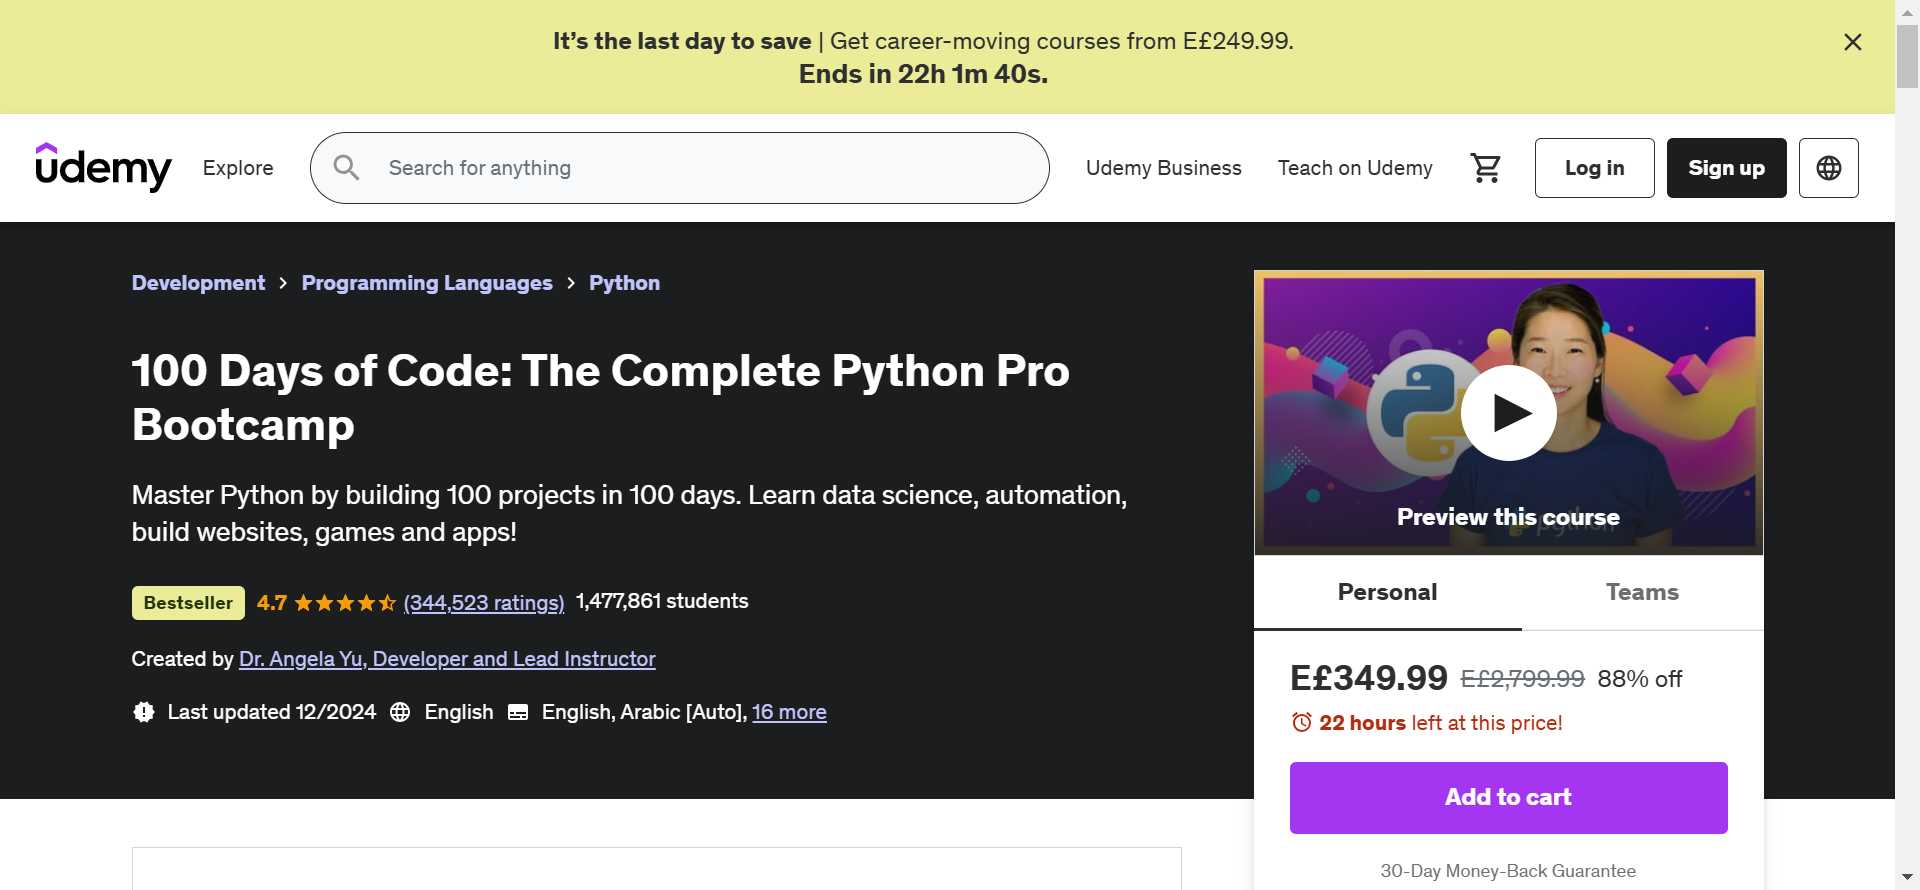 It's the last day to save | Get career-moving courses from E£249.99.
Ends in 22h 1m 40s.
udemy
Explore
Search for anything
Udemy Business
Teach on Udemy
Log in
Sign up
Development > Programming Languages > Python
100 Days of Code: The Complete Python Pro
Bootcamp
Master Python by building 100 projects in 100 days. Learn data science, automation,
build websites, games and apps!
Bestseller 4.7 (344,523 ratings) 1,477,861 students
Created by Dr. Angela Yu, Developer and Lead Instructor
Last updated 12/2024 English English, Arabic [Auto], 16 more
python
Preview this course
Personal
Teams
E£349.99 E£2,799.99 88% off
22 hours left at this price!
Add to cart
30-Day Money-Back Guarantee